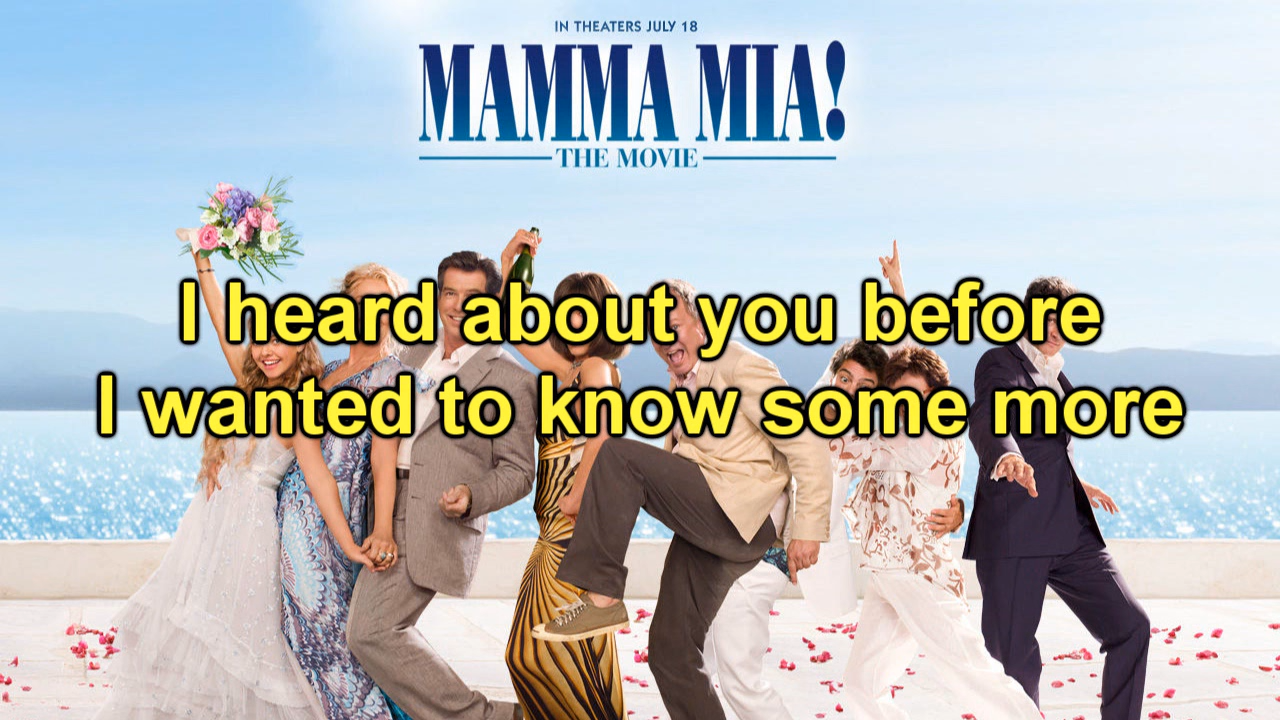 IN THEATERS JULY 18
MAMMA MIA!
THE MOVIE
I heard about you before
I wanted to know some more